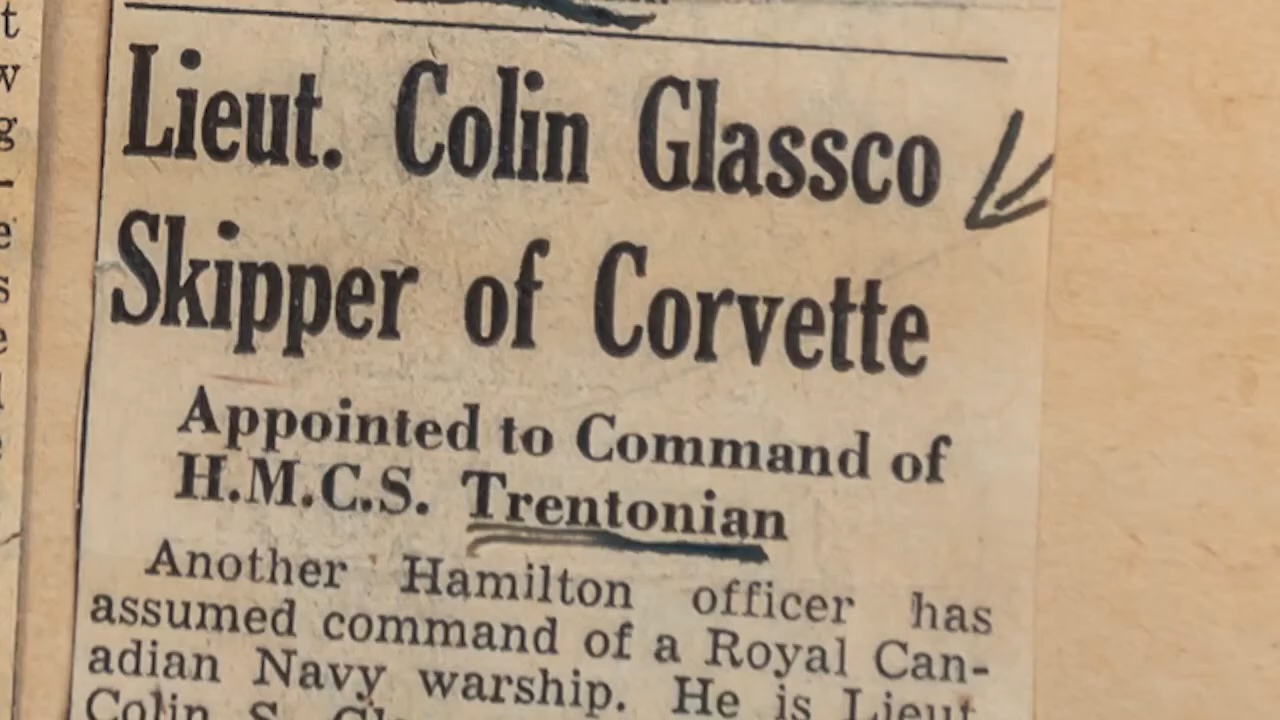 Lieut. Colin Glassco
Skipper of Corvette
Appointed to Command of
H.M.C.S. Trentonian
Another Hamilton officer has
assumed command of a Royal Can-
adian Navy warship. He is Lieut.
Colin S.